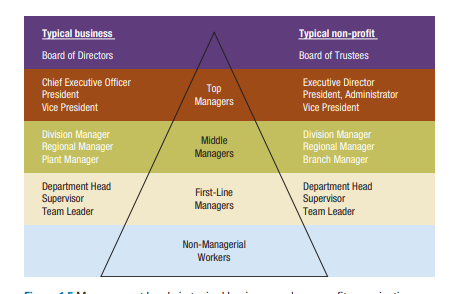 Typical business
Typical non-profit
Board of Directors
Board of Trustees
Chief Executive Officer
President
Vice President
Top
Managers
Executive Director
President, Administrator
Vice President
Division Manager
Regional Manager
Plant Manager
Middle
Managers
Division Manager
Regional Manager
Branch Manager
Department Head
Supervisor
Team Leader
First-Line
Managers
Department Head
Supervisor
Team Leader
Non-Managerial
Workers